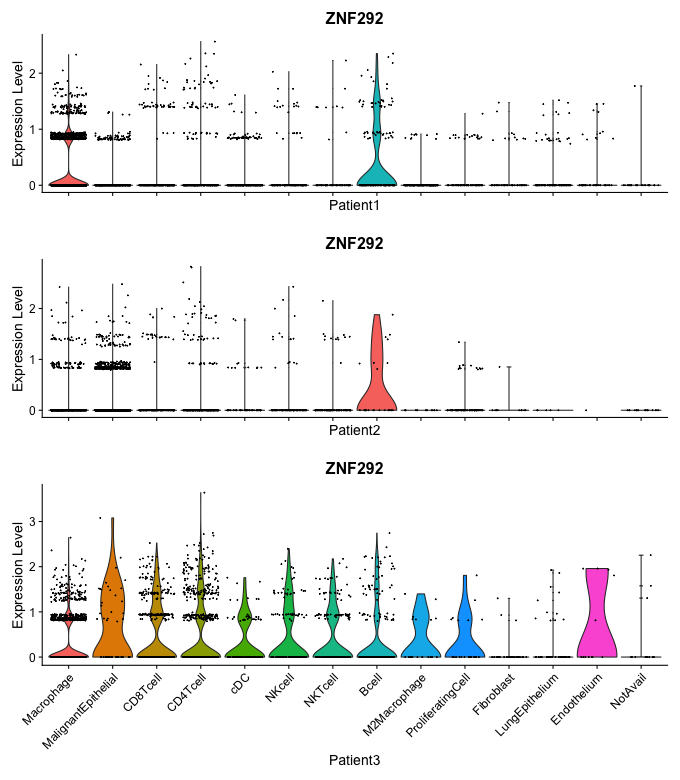 ZNF292
Expression Level
2
1
0
Patient1
ZNF292
Expression Level
2
1
0
Patient2
ZNF292
Expression Level
3
2
1
0
Macrophage
MalignantEpithelial
CD8Tcell
CD4Tcell
cDC
NKcell
NKTcell
Bcell
M2Macrophage
ProliferatingCell
Fibroblast
LungEpithelium
Endothelium
NotAvail
Patient3